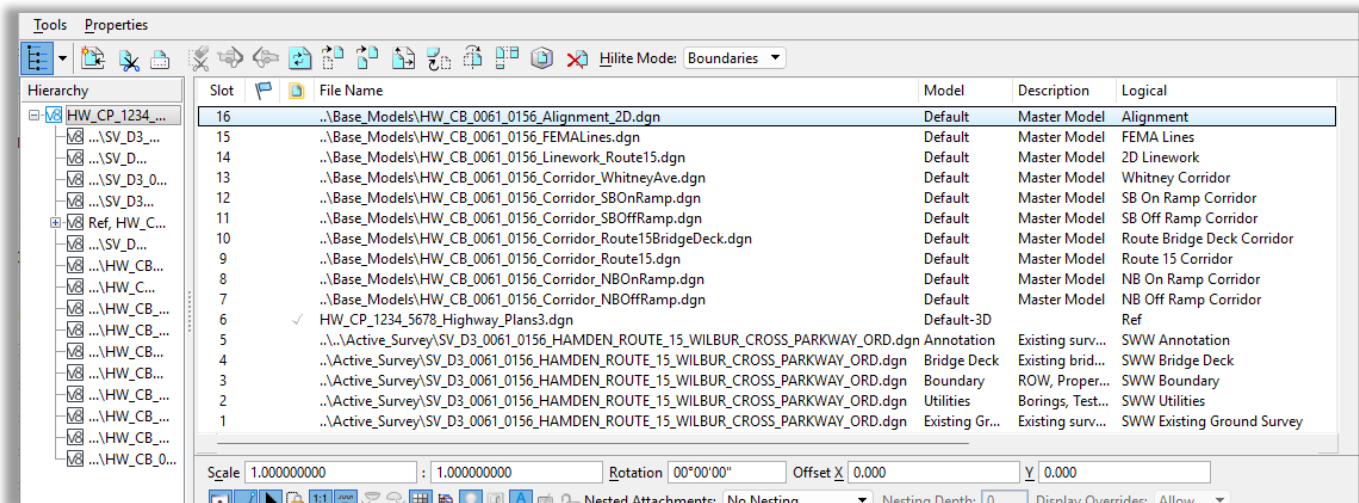 Tools Properties
Hilite Mode: Boundaries
Hierarchy
HW_CP_1234_...
...\SV_D3_...
...\SV_D...
...\SV_D3_0...
...\SV_D3...
Ref, HW_C...
...\SV_D...
...\HW_CB...
...\HW_C...
...\HW_CB_...
...\HW_CB_...
...\HW_CB...
...\HW_CB_...
...\HW_CB_...
...\HW_CB_...
...\HW_CB_...
...\HW_CB_0...
Slot File Name Model Description Logical
16 ..\Base_Models\HW_CB_0061_0156_Alignment_2D.dgn Default Master Model Alignment
15 ..\Base_Models\HW_CB_0061_0156_FEMALines.dgn Default Master Model FEMA Lines
14 ..\Base_Models\HW_CB_0061_0156_Linework_Route15.dgn Default Master Model 2D Linework
13 ..\Base_Models\HW_CB_0061_0156_Corridor_WhitneyAve.dgn Default Master Model Whitney Corridor
12 ..\Base_Models\HW_CB_0061_0156_Corridor_SBOnRamp.dgn Default Master Model SB On Ramp Corridor
11 ..\Base_Models\HW_CB_0061_0156_Corridor_SBOffRamp.dgn Default Master Model SB Off Ramp Corridor
10 ..\Base_Models\HW_CB_0061_0156_Corridor_Route15BridgeDeck.dgn Default Master Model Route Bridge Deck Corridor
9 ..\Base_Models\HW_CB_0061_0156_Corridor_Route15.dgn Default Master Model Route 15 Corridor
8 ..\Base_Models\HW_CB_0061_0156_Corridor_NBOnRamp.dgn Default Master Model NB On Ramp Corridor
7 ..\Base_Models\HW_CB_0061_0156_Corridor_NBOffRamp.dgn Default Master Model NB Off Ramp Corridor
6 HW_CP_1234_5678_Highway_Plans3.dgn Default-3D Ref
5 ..\..\Active_Survey\SV_D3_0061_0156_HAMDEN_ROUTE_15_WILBUR_CROSS_PARKWAY_ORD.dgn Annotation Existing surv... SWW Annotation
4 ..\Active_Survey\SV_D3_0061_0156_HAMDEN_ROUTE_15_WILBUR_CROSS_PARKWAY_ORD.dgn Bridge Deck Existing brid... SWW Bridge Deck
3 ..\Active_Survey\SV_D3_0061_0156_HAMDEN_ROUTE_15_WILBUR_CROSS_PARKWAY_ORD.dgn Boundary ROW, Proper... SWW Boundary
2 ..\Active_Survey\SV_D3_0061_0156_HAMDEN_ROUTE_15_WILBUR_CROSS_PARKWAY_ORD.dgn Utilities Borings, Test... SWW Utilities
1 ..\Active_Survey\SV_D3_0061_0156_HAMDEN_ROUTE_15_WILBUR_CROSS_PARKWAY_ORD.dgn Existing Gr... Existing surv... SWW Existing Ground Survey
Scale 1.000000000 : 1.000000000 Rotation 00°00'00" Offset X 0.000 Y 0.000
1:1 Nested Attachments: No Nesting Nesting Depth: 0 Display Overrides: Allow